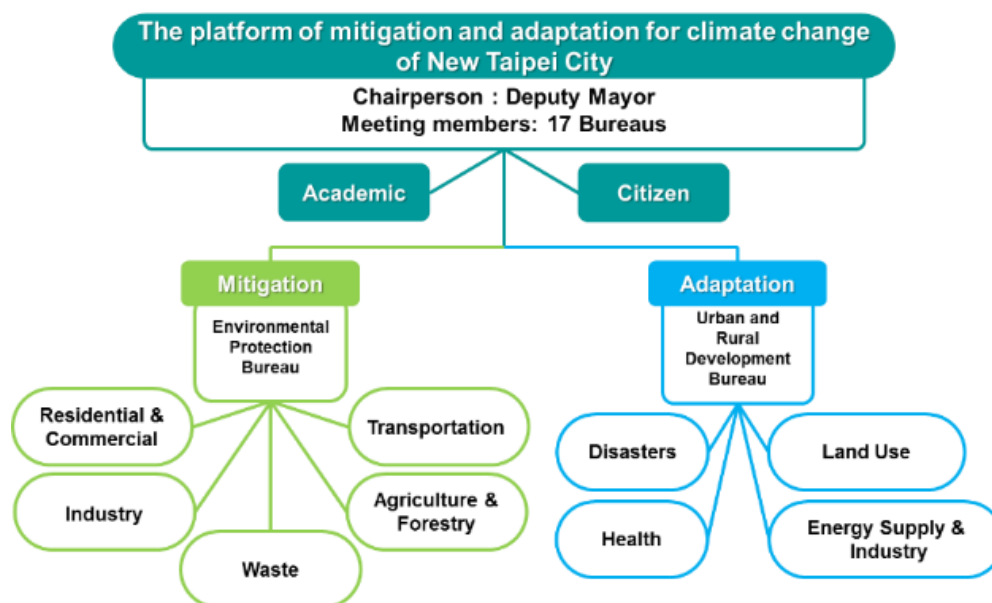 The platform of mitigation and adaptation for climate change
of New Taipei City
Chairperson : Deputy Mayor
Meeting members: 17 Bureaus
Academic
Citizen
Mitigation
Environmental
Protection
Bureau
Residential &
Commercial
Transportation
Industry
Agriculture &
Forestry
Waste
Adaptation
Urban and
Rural
Development
Bureau
Disasters
Land Use
Health
Energy Supply &
Industry